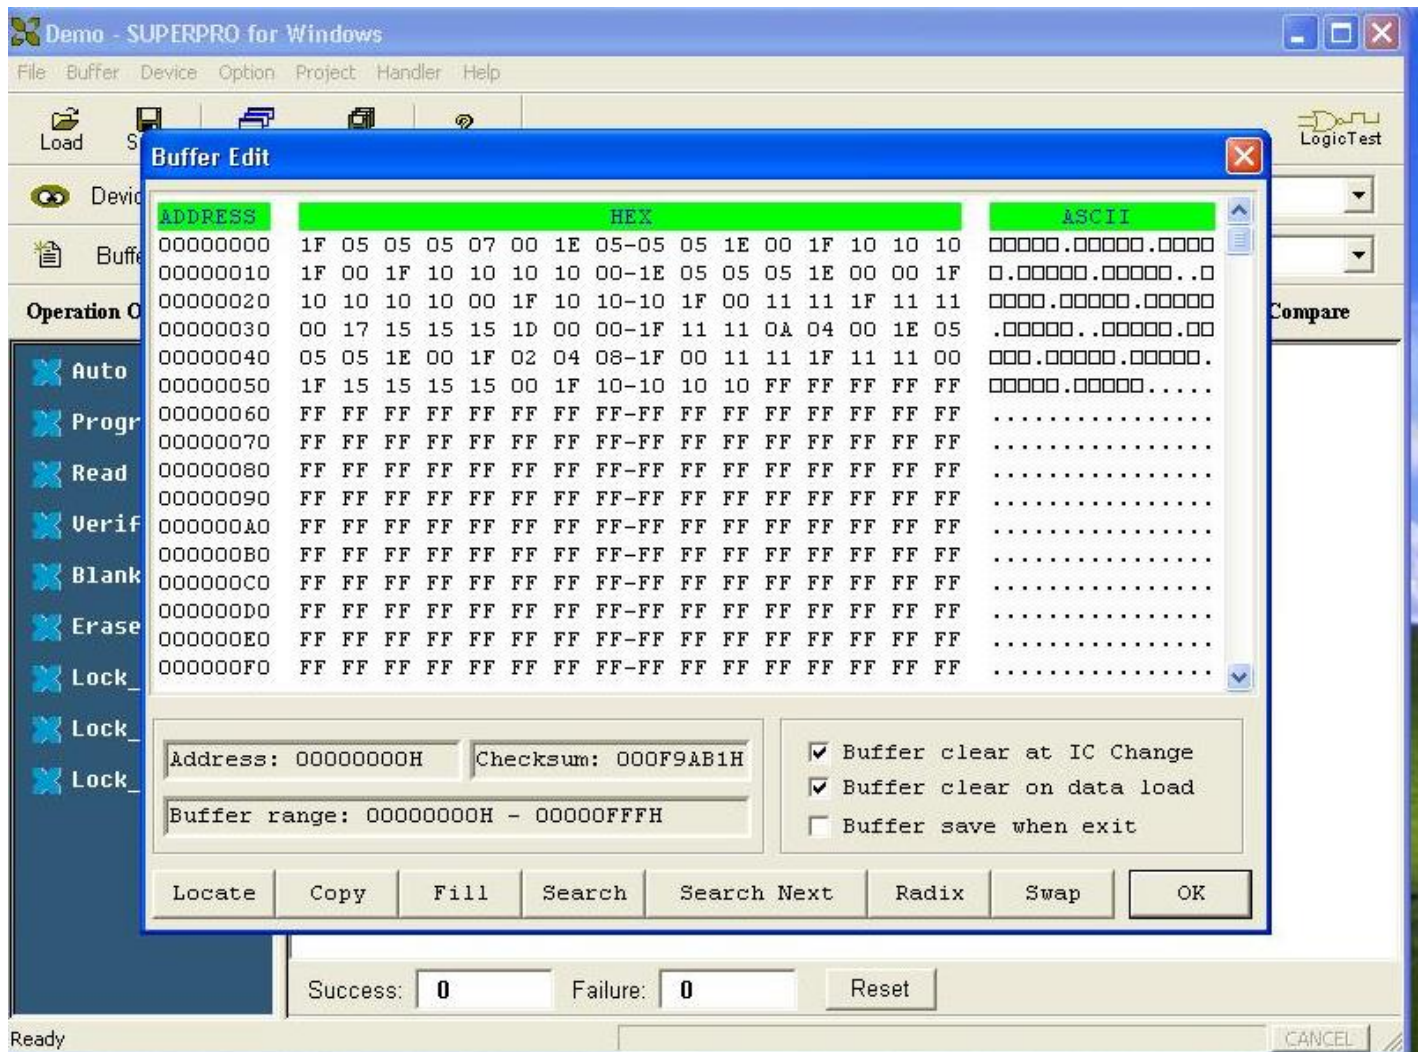 Demo - SUPERPRO for Windows
File Buffer Device Option Project Handler Help
Load
LogicTest
Buffer Edit
ADDRESS HEX ASCII
00000000 1F 05 05 05 07 00 1E 05-05 05 1E 00 1F 10 10 10 □□□□□.□□□□□.□□□□
00000010 1F 00 1F 10 10 10 10 00-1E 05 05 05 1E 00 00 1F □.□□□□□.□□□□□..□
00000020 10 10 10 10 00 1F 10 10-10 1F 00 11 11 1F 11 11 □□□□.□□□□□.□□□□□
00000030 00 17 15 15 15 1D 00 00-1F 11 11 0A 04 00 1E 05 .□□□□□..□□□□□.□□
00000040 05 05 1E 00 1F 02 04 08-1F 00 11 11 1F 11 11 00 □□□.□□□□□.□□□□□.
00000050 1F 15 15 15 15 00 1F 10-10 10 10 FF FF FF FF FF □□□□□.□□□□□.....
00000060 FF FF FF FF FF FF FF FF-FF FF FF FF FF FF FF FF ................
00000070 FF FF FF FF FF FF FF FF-FF FF FF FF FF FF FF FF ................
00000080 FF FF FF FF FF FF FF FF-FF FF FF FF FF FF FF FF ................
00000090 FF FF FF FF FF FF FF FF-FF FF FF FF FF FF FF FF ................
000000A0 FF FF FF FF FF FF FF FF-FF FF FF FF FF FF FF FF ................
000000B0 FF FF FF FF FF FF FF FF-FF FF FF FF FF FF FF FF ................
000000C0 FF FF FF FF FF FF FF FF-FF FF FF FF FF FF FF FF ................
000000D0 FF FF FF FF FF FF FF FF-FF FF FF FF FF FF FF FF ................
000000E0 FF FF FF FF FF FF FF FF-FF FF FF FF FF FF FF FF ................
000000F0 FF FF FF FF FF FF FF FF-FF FF FF FF FF FF FF FF ................
Devic
Buffe
Operation O
Compare
Auto
Progr
Read
Verif
Blank
Erase
Lock_
Lock_
Lock_
Address: 00000000H Checksum: 000F9AB1H
Buffer range: 00000000H - 00000FFFH
Buffer clear at IC Change
Buffer clear on data load
Buffer save when exit
Locate Copy Fill Search Search Next Radix Swap OK
Success: 0 Failure: 0 Reset
Ready
CANCEL